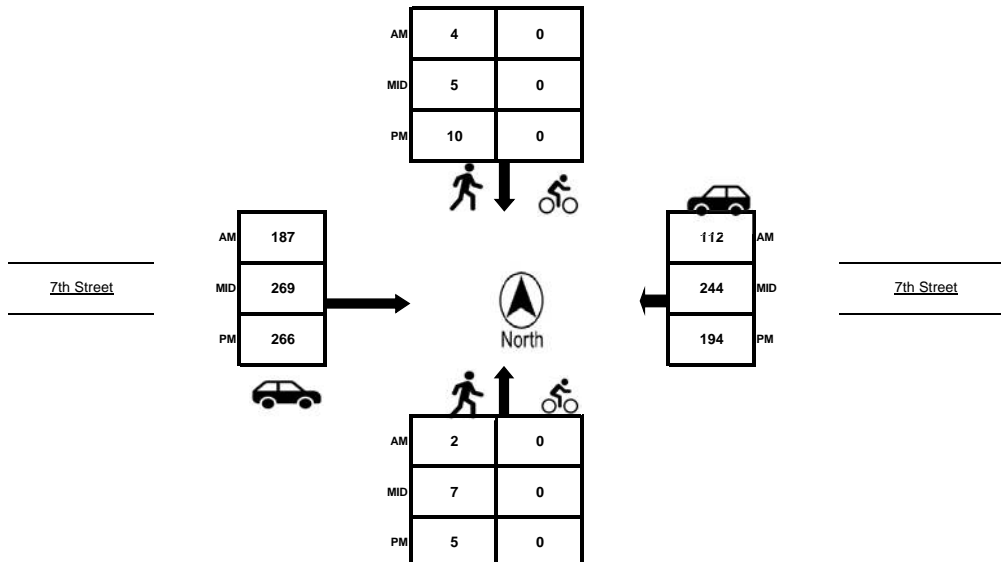 AM 4 0
MID 5 0
PM 10 0
AM 187
112 AM
7th Street
MID 269
244 MID
7th Street
PM 266
194 PM
North
AM 2 0
MID 7 0
PM 5 0